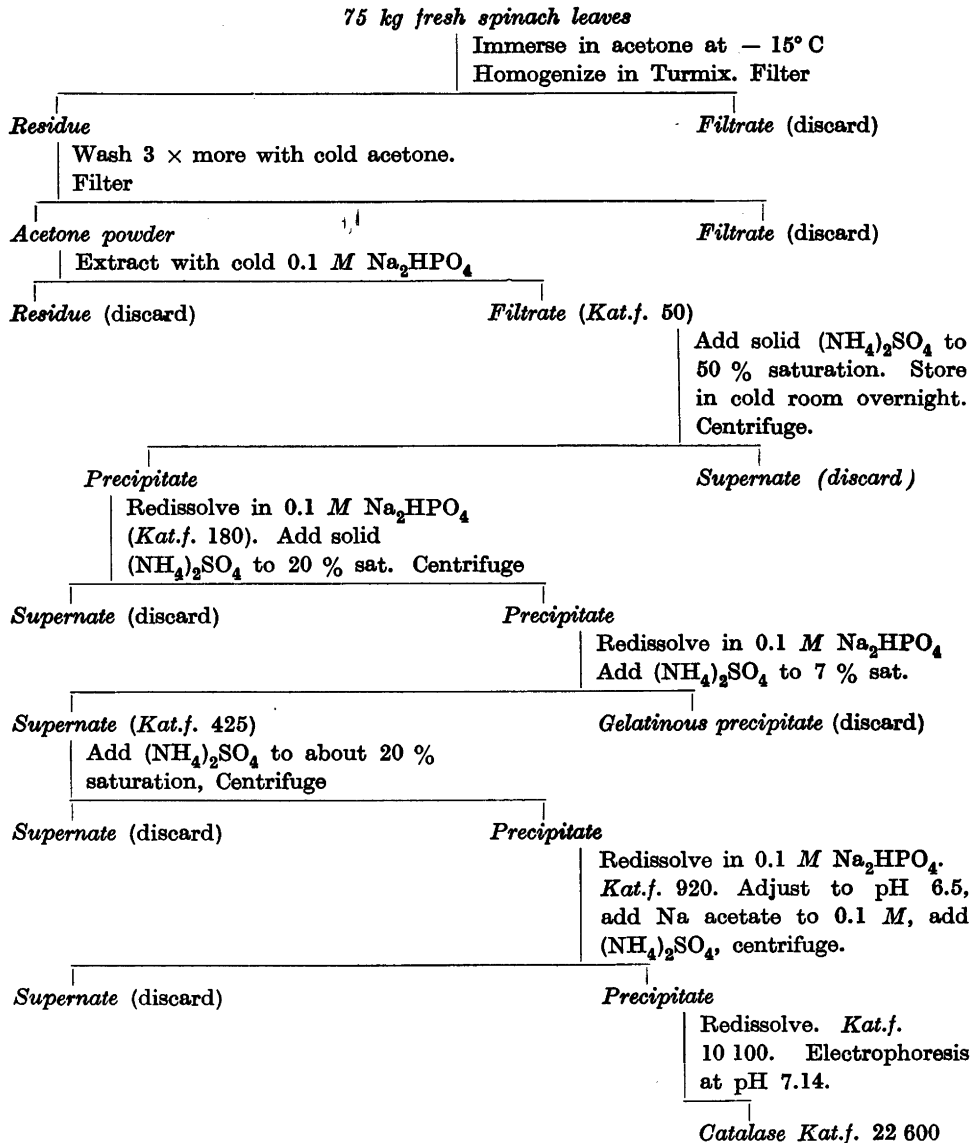 75 kg fresh spinach leaves
Immerse in acetone at — 15° C
Homogenize in Turmix. Filter
Residue
Filtrate (discard)
Wash 3 × more with cold acetone.
Filter
Acetone powder
Filtrate (discard)
Extract with cold 0.1 M Na₂HPO₄
Residue (discard)
Filtrate (Kat.f. 50)
Add solid (NH₄)₂SO₄ to
50 % saturation. Store
in cold room overnight.
Centrifuge.
Precipitate
Supernate (discard)
Redissolve in 0.1 M Na₂HPO₄
(Kat.f. 180). Add solid
(NH₄)₂SO₄ to 20 % sat. Centrifuge
Supernate (discard)
Precipitate
Redissolve in 0.1 M Na₂HPO₄
Add (NH₄)₂SO₄ to 7 % sat.
Supernate (Kat.f. 425)
Gelatinous precipitate (discard)
Add (NH₄)₂SO₄ to about 20 %
saturation, Centrifuge
Supernate (discard)
Precipitate
Redissolve in 0.1 M Na₂HPO₄.
Kat.f. 920. Adjust to pH 6.5,
add Na acetate to 0.1 M, add
(NH₄)₂SO₄, centrifuge.
Supernate (discard)
Precipitate
Redissolve. Kat.f.
10 100. Electrophoresis
at pH 7.14.
Catalase Kat.f. 22 600